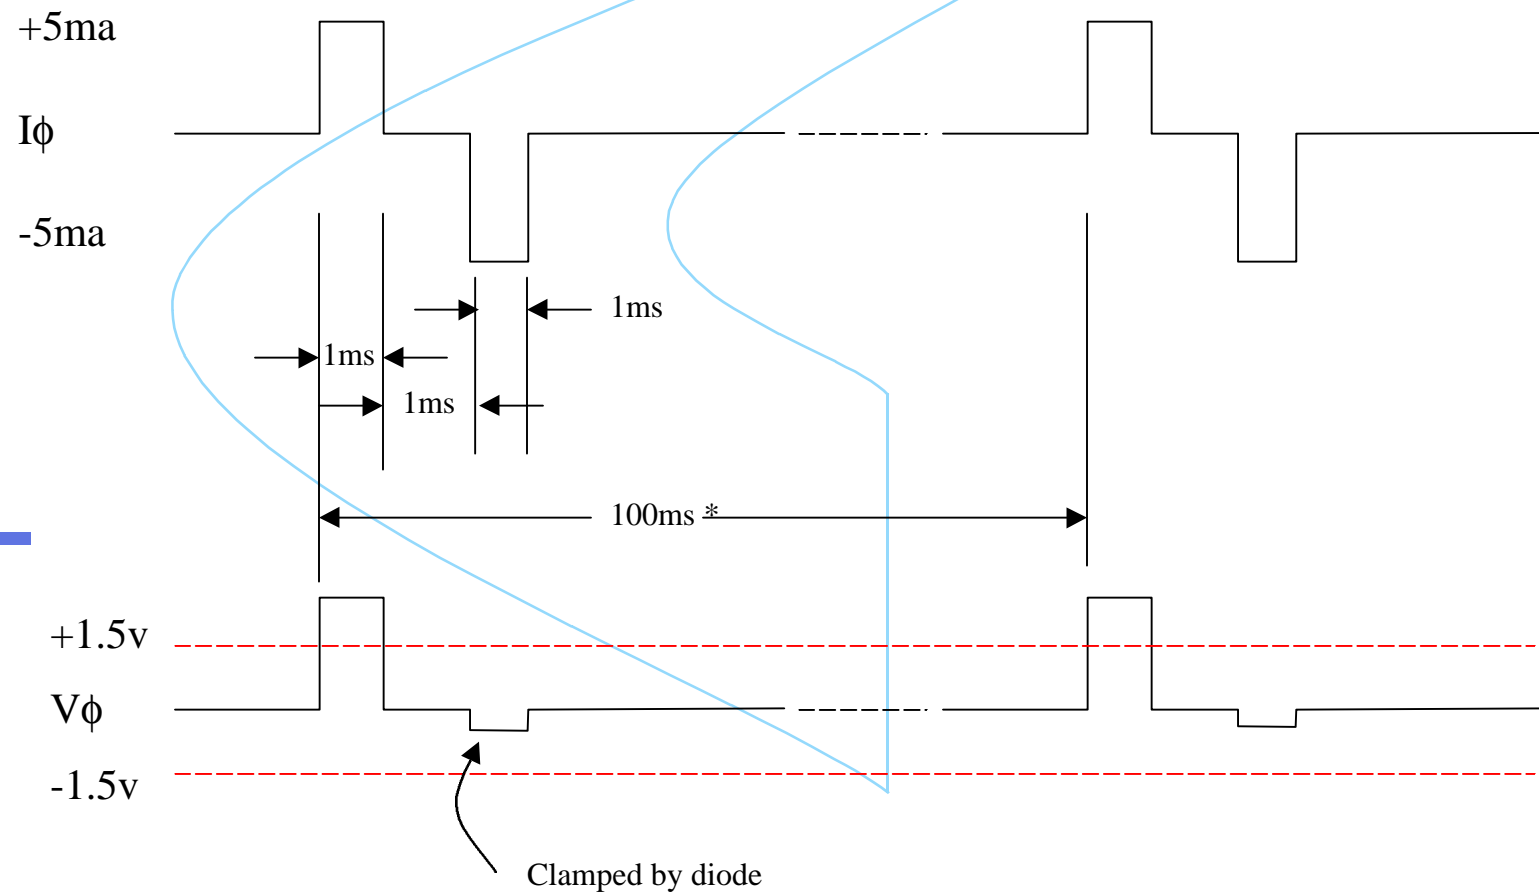 +5ma
Iϕ
-5ma
1ms
1ms
1ms
100ms *
+1.5v
Vϕ
-1.5v
Clamped by diode